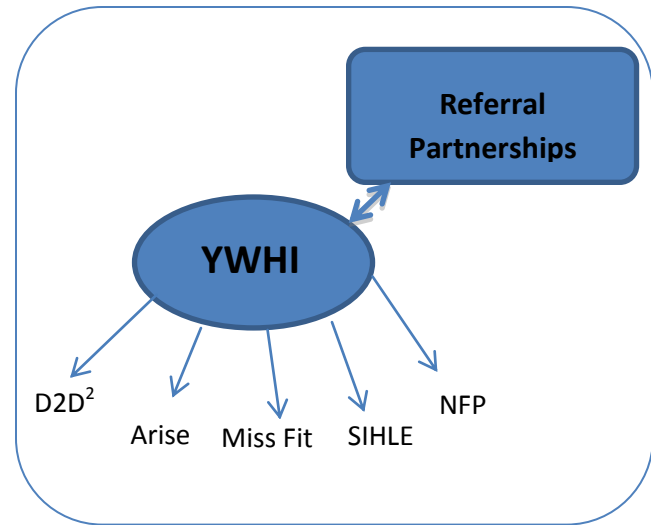 Referral
Partnerships
YWHI
D2D²
Arise
Miss Fit
SIHLE
NFP